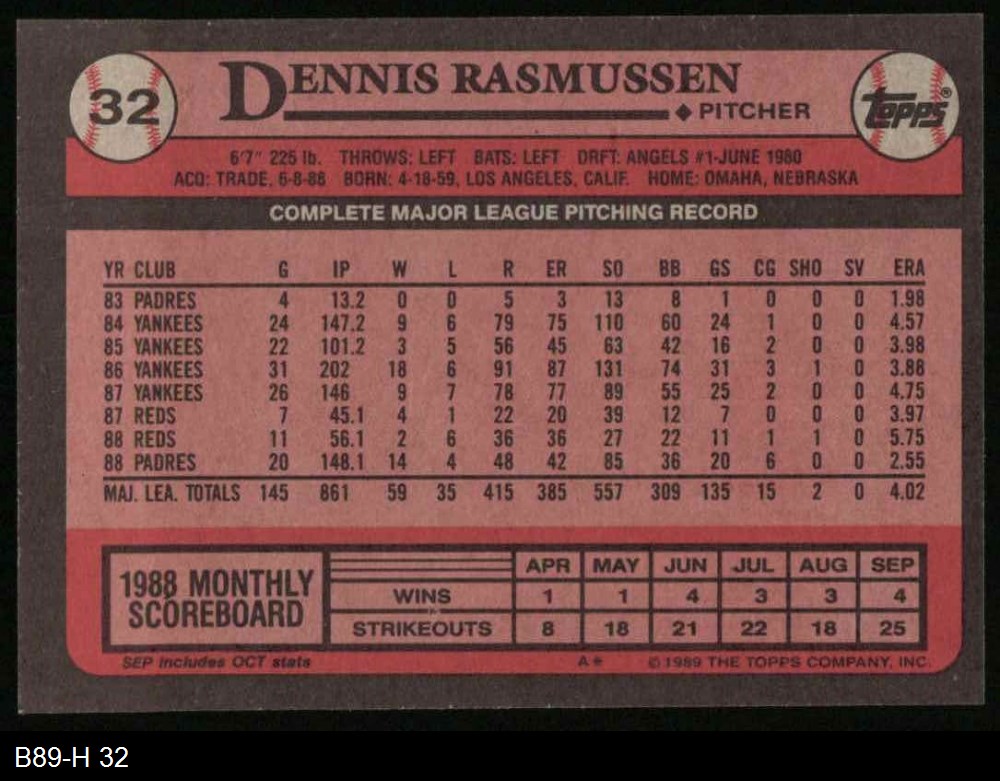 32
DENNIS RASMUSSEN
◆ PITCHER
TOPPS®
6'7" 225 lb. THROWS: LEFT BATS: LEFT DRFT: ANGELS #1-JUNE 1980
ACQ: TRADE, 6-8-88 BORN: 4-18-59, LOS ANGELES, CALIF. HOME: OMAHA, NEBRASKA
COMPLETE MAJOR LEAGUE PITCHING RECORD
YR CLUB G IP W L R ER SO BB GS CG SHO SV ERA
83 PADRES 4 13.2 0 0 5 3 13 8 1 0 0 0 1.98
84 YANKEES 24 147.2 9 6 79 75 110 60 24 1 0 0 4.57
85 YANKEES 22 101.2 3 5 56 45 63 42 16 2 0 0 3.98
86 YANKEES 31 202 18 6 91 87 131 74 31 3 1 0 3.88
87 YANKEES 26 146 9 7 78 77 89 55 25 2 0 0 4.75
87 REDS 7 45.1 4 1 22 20 39 12 7 0 0 0 3.97
88 REDS 11 56.1 2 6 36 36 27 22 11 1 1 0 5.75
88 PADRES 20 148.1 14 4 48 42 85 36 20 6 0 0 2.55
MAJ. LEA. TOTALS 145 861 59 35 415 385 557 309 135 15 2 0 4.02
1988 MONTHLY
SCOREBOARD
APR MAY JUN JUL AUG SEP
WINS 1 1 4 3 3 4
STRIKEOUTS 8 18 21 22 18 25
SEP includes OCT stats
A* © 1989 THE TOPPS COMPANY, INC.
B89-H 32